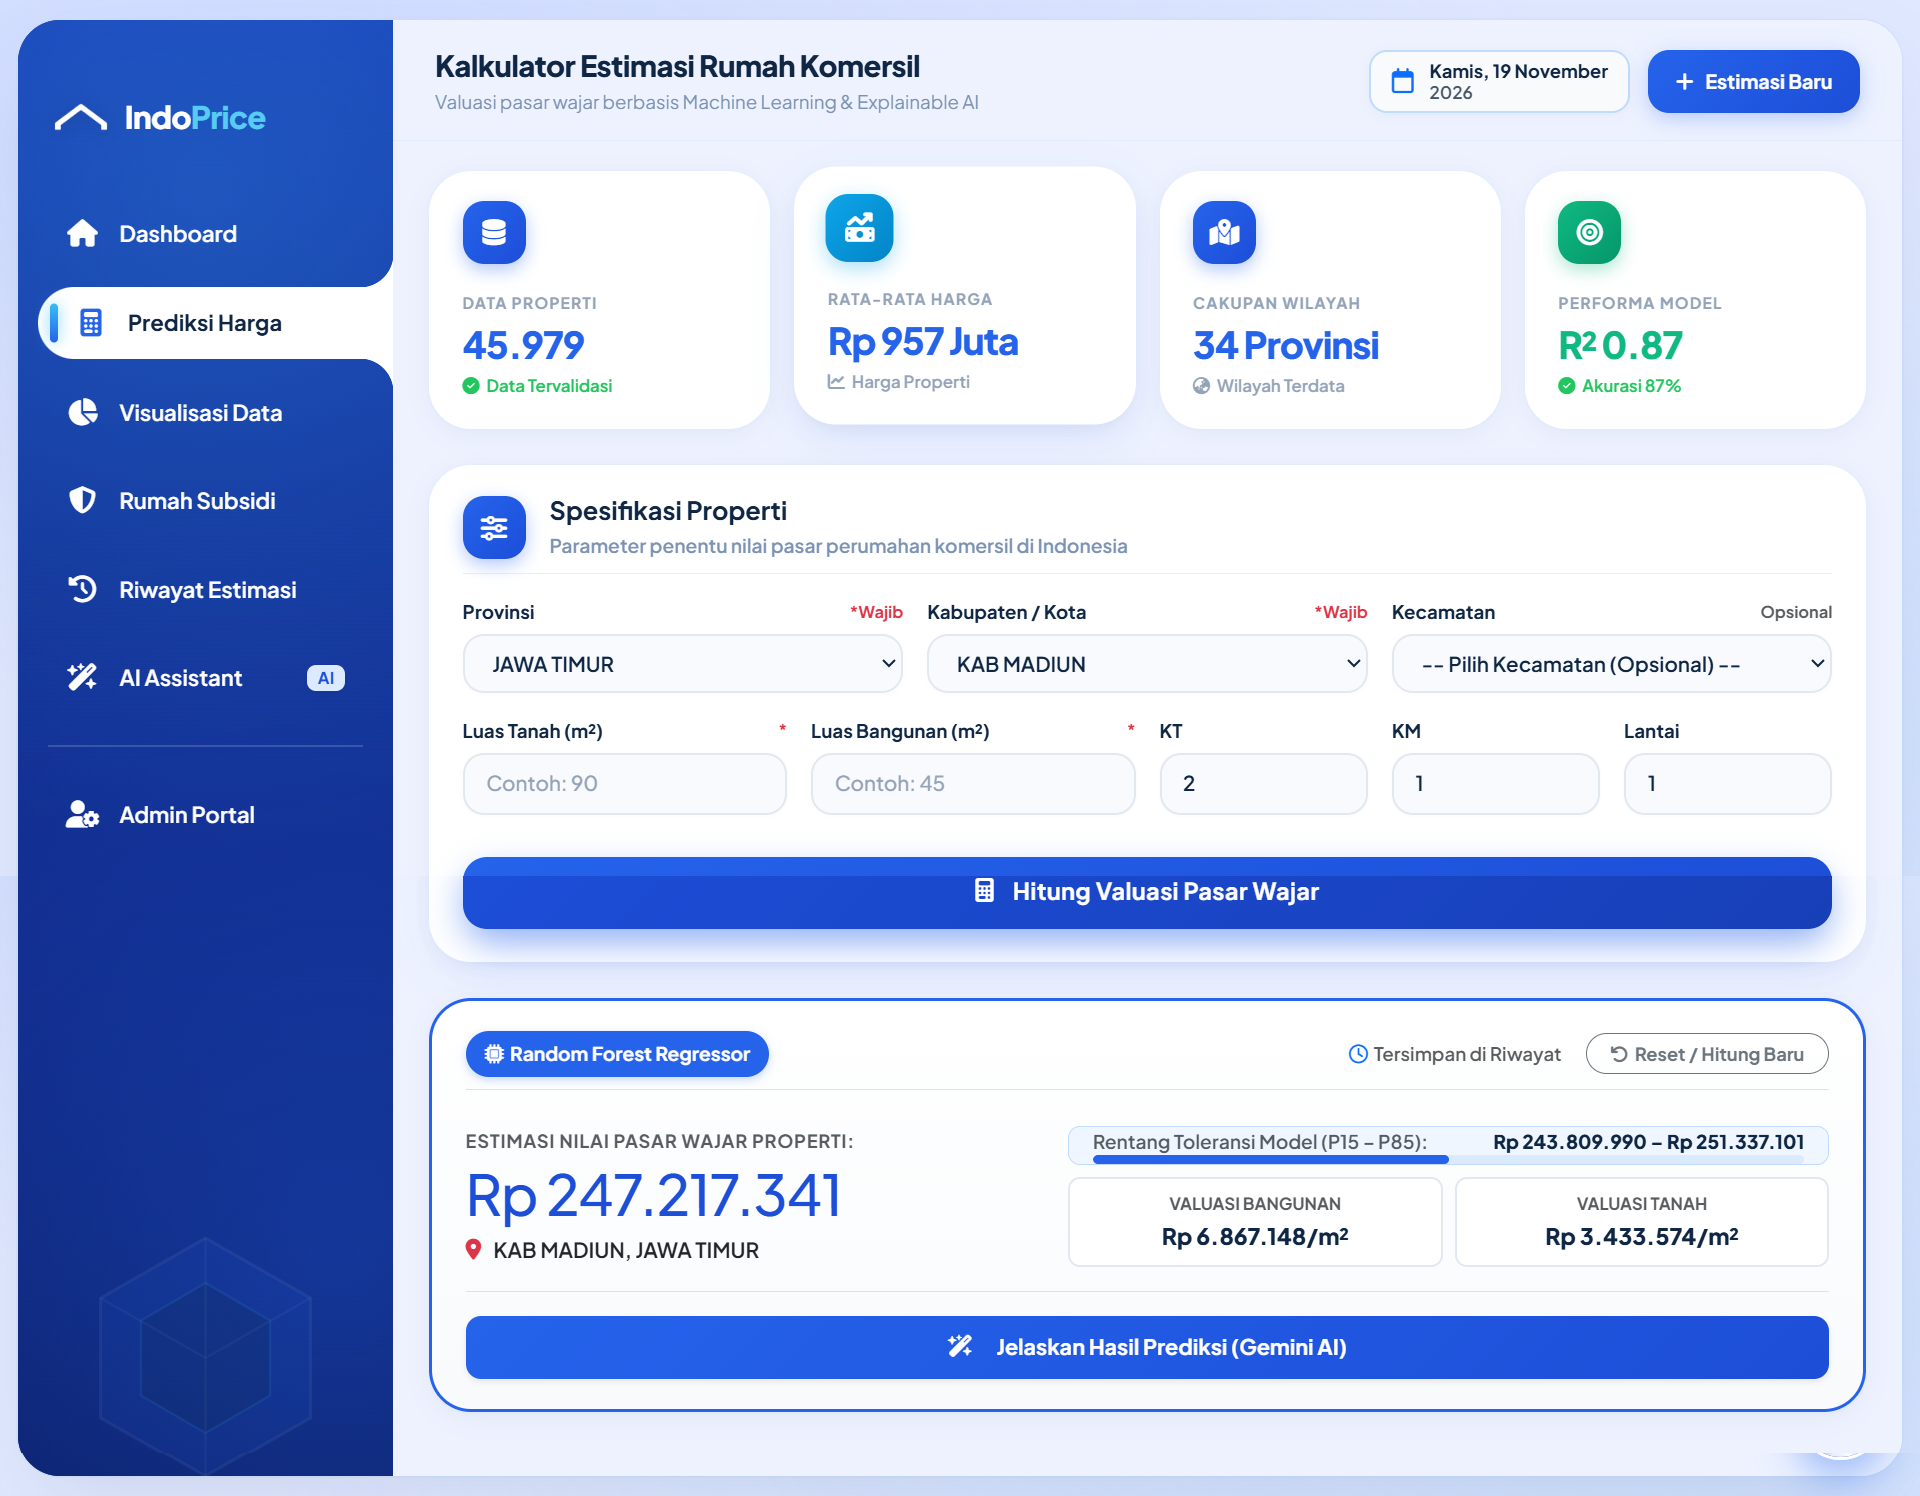 IndoPrice
Dashboard
Prediksi Harga
Visualisasi Data
Rumah Subsidi
Riwayat Estimasi
AI Assistant AI
Admin Portal
Kalkulator Estimasi Rumah Komersil
Valuasi pasar wajar berbasis Machine Learning & Explainable AI
Kamis, 19 November
2026
Estimasi Baru
DATA PROPERTI
45.979
Data Tervalidasi
RATA-RATA HARGA
Rp 957 Juta
Harga Properti
CAKUPAN WILAYAH
34 Provinsi
Wilayah Terdata
PERFORMA MODEL
R² 0.87
Akurasi 87%
Spesifikasi Properti
Parameter penentu nilai pasar perumahan komersil di Indonesia
Provinsi *Wajib
JAWA TIMUR
Kabupaten / Kota *Wajib
KAB MADIUN
Kecamatan Opsional
-- Pilih Kecamatan (Opsional) --
Luas Tanah (m²) *
Contoh: 90
Luas Bangunan (m²) *
Contoh: 45
KT
2
KM
1
Lantai
1
Hitung Valuasi Pasar Wajar
Random Forest Regressor
Tersimpan di Riwayat
Reset / Hitung Baru
ESTIMASI NILAI PASAR WAJAR PROPERTI:
Rp 247.217.341
KAB MADIUN, JAWA TIMUR
Rentang Toleransi Model (P15 – P85): Rp 243.809.990 – Rp 251.337.101
VALUASI BANGUNAN
Rp 6.867.148/m²
VALUASI TANAH
Rp 3.433.574/m²
Jelaskan Hasil Prediksi (Gemini AI)